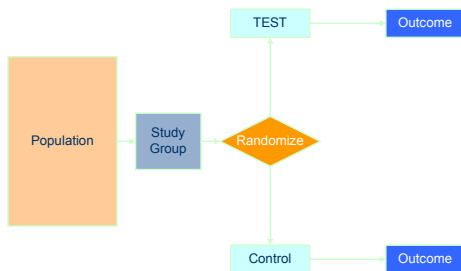 TEST
Outcome
Population
Study
Group
Randomize
Control
Outcome